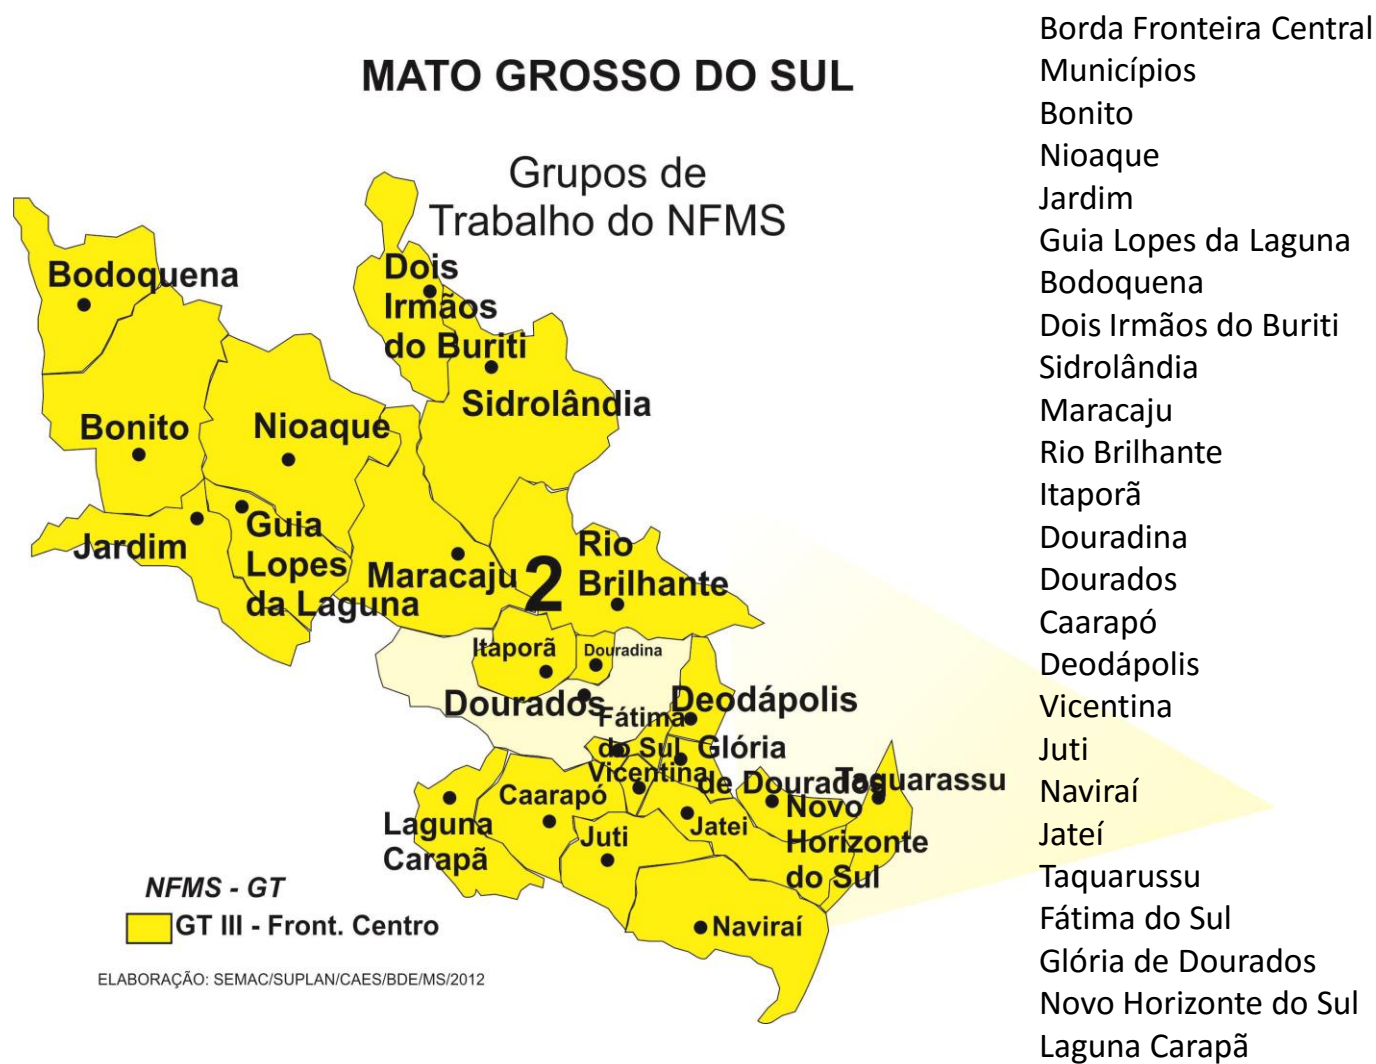 MATO GROSSO DO SUL
Grupos de
Trabalho do NFMS
Bodoquena
Dois
Irmãos
do Buriti
Sidrolândia
Bonito
Nioaque
Jardim
Guia
Lopes
da Laguna
Maracaju
2
Rio
Brilhante
Itaporã
Douradina
Dourados
Deodápolis
Fátima
do Sul
Glória
de Dourados
Vicentina
Taquarassu
Caarapó
Novo
Horizonte
do Sul
Laguna
Carapã
Juti
Jatei
Naviraí
NFMS - GT
GT III - Front. Centro
ELABORAÇÃO: SEMAC/SUPLAN/CAES/BDE/MS/2012
Borda Fronteira Central
Municípios
Bonito
Nioaque
Jardim
Guia Lopes da Laguna
Bodoquena
Dois Irmãos do Buriti
Sidrolândia
Maracaju
Rio Brilhante
Itaporã
Douradina
Dourados
Caarapó
Deodápolis
Vicentina
Juti
Naviraí
Jateí
Taquarussu
Fátima do Sul
Glória de Dourados
Novo Horizonte do Sul
Laguna Carapã